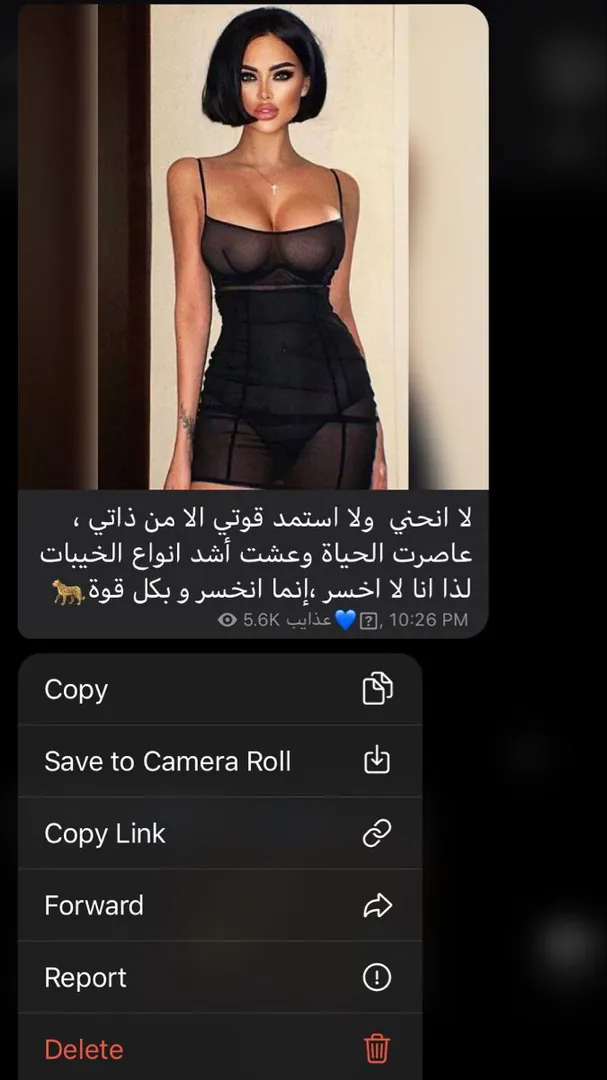 لا انحني  ولا استمد قوتي الا من ذاتي ،
عاصرت الحياة وعشت أشد انواع الخيبات
لذا انا لا اخسر ،إنما انخسر و بكل قوة🐆
5.6K عذايب💙⍰, 10:26 PM
Copy
Save to Camera Roll
Copy Link
Forward
Report
Delete